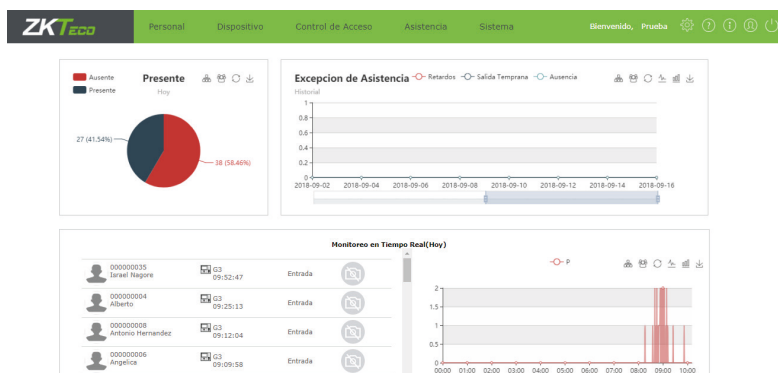 ZKTeco
Personal Dispositivo Control de Acceso Asistencia Sistema Bienvenido, Prueba
Ausente
Presente
Presente
Hoy
27 (41.54%)
38 (58.46%)
Excepcion de Asistencia Retardos Salida Temprana Ausencia
Historial
1
0.8
0.6
0.4
0.2
0
2018-09-02 2018-09-04 2018-09-06 2018-09-08 2018-09-10 2018-09-12 2018-09-14 2018-09-16
Monitoreo en Tiempo Real(Hoy)
000000035
Israel Nagore
G3
09:52:47
Entrada
000000004
Alberto
G3
09:25:13
Entrada
000000008
Antonio Hernandez
G3
09:12:04
Entrada
000000006
Angelica
G3
09:09:58
Entrada
P
2
1.5
1
0.5
0
00:00 01:00 02:00 03:00 04:00 05:00 06:00 07:00 08:00 09:00 10:00